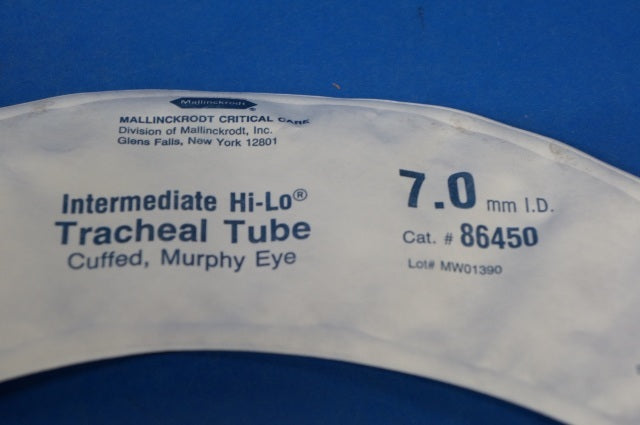 Mallinckrodt
MALLINCKRODT CRITICAL CARE
Division of Mallinckrodt, Inc.
Glens Falls, New York 12801
Intermediate Hi-Lo®
Tracheal Tube
Cuffed, Murphy Eye
7.0 mm I.D.
Cat. # 86450
Lot# MW01390